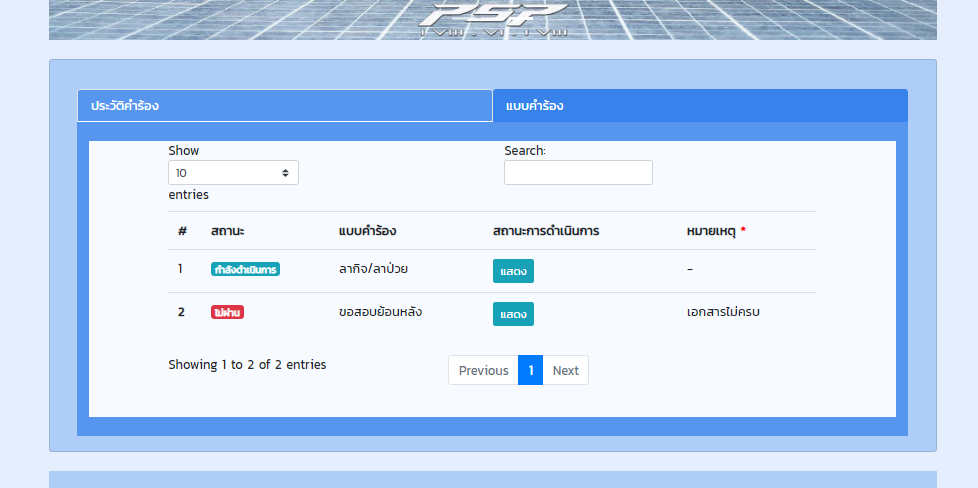 PSP
ประวัติคำร้อง
แบบคำร้อง
Show
10
entries
Search:
# สถานะ แบบคำร้อง สถานะการดำเนินการ หมายเหตุ *
1 กำลังดำเนินการ ลากิจ/ลาป่วย แสดง -
2 ไม่ผ่าน ขอสอบย้อนหลัง แสดง เอกสารไม่ครบ
Showing 1 to 2 of 2 entries
Previous 1 Next